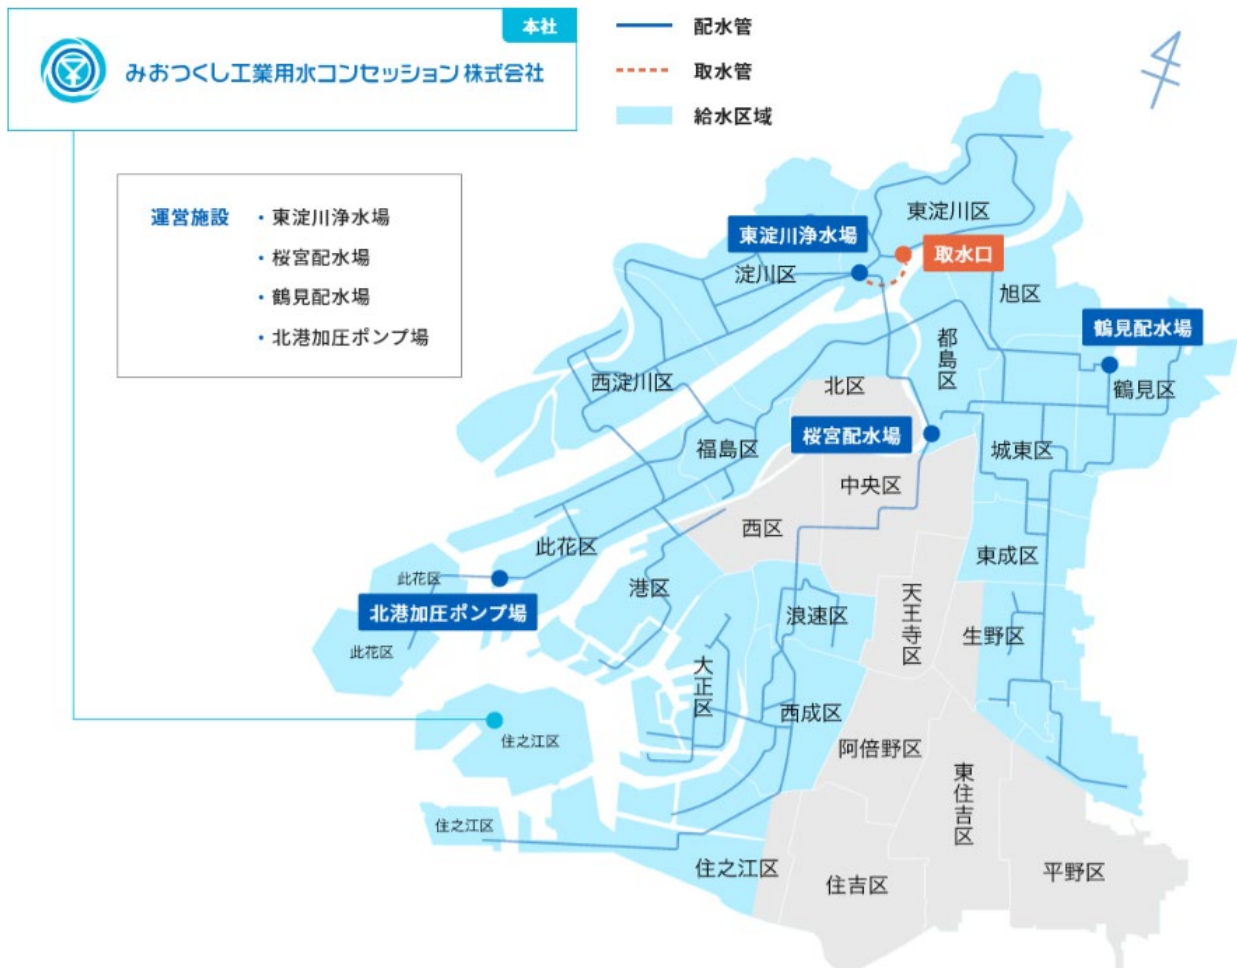 本社
みおつくし工業用水コンセッション株式会社
配水管
取水管
給水区域
運営施設
・東淀川浄水場
・桜宮配水場
・鶴見配水場
・北港加圧ポンプ場
東淀川区
東淀川浄水場
取水口
淀川区
旭区
鶴見配水場
都島区
西淀川区
北区
鶴見区
桜宮配水場
福島区
城東区
中央区
西区
此花区
東成区
此花区
港区
北港加圧ポンプ場
浪速区
天王寺区
生野区
此花区
大正区
西成区
住之江区
阿倍野区
東住吉区
住之江区
住之江区
住吉区
平野区